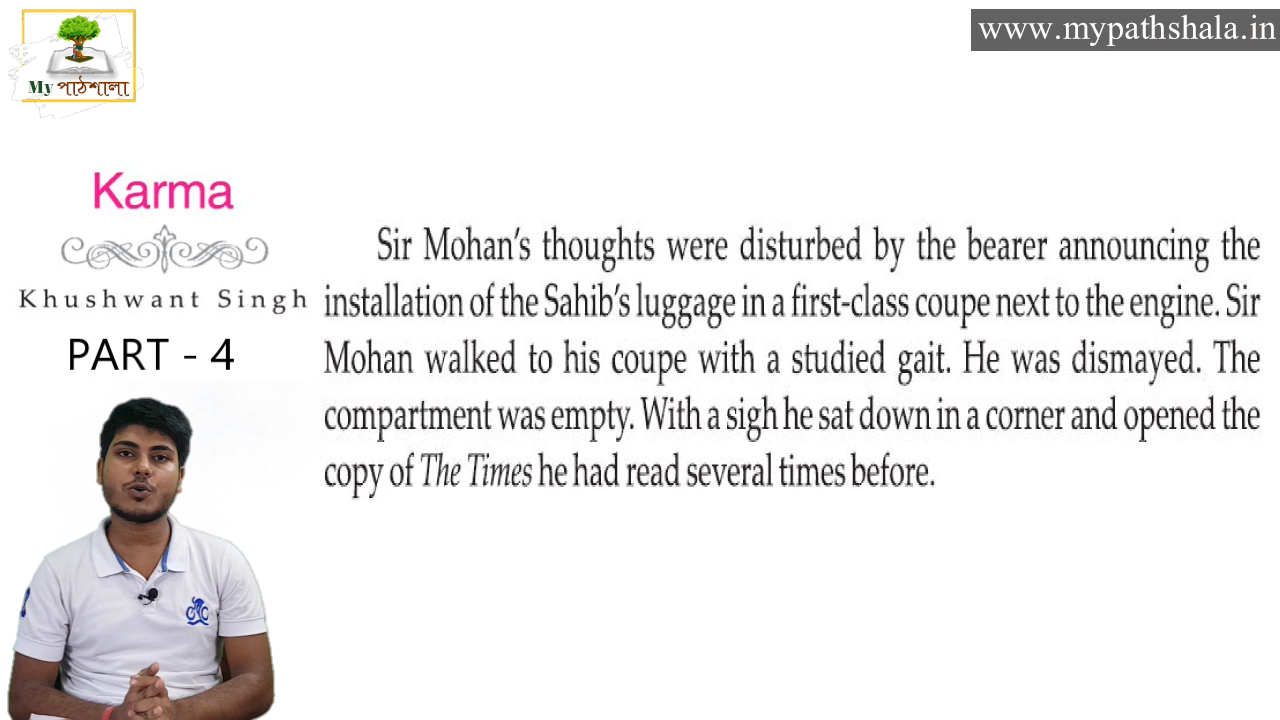 www.mypathshala.in
My পাঠশালা
Karma
Khushwant Singh
PART - 4
Sir Mohan's thoughts were disturbed by the bearer announcing the
installation of the Sahib's luggage in a first-class coupe next to the engine. Sir
Mohan walked to his coupe with a studied gait. He was dismayed. The
compartment was empty. With a sigh he sat down in a corner and opened the
copy of The Times he had read several times before.